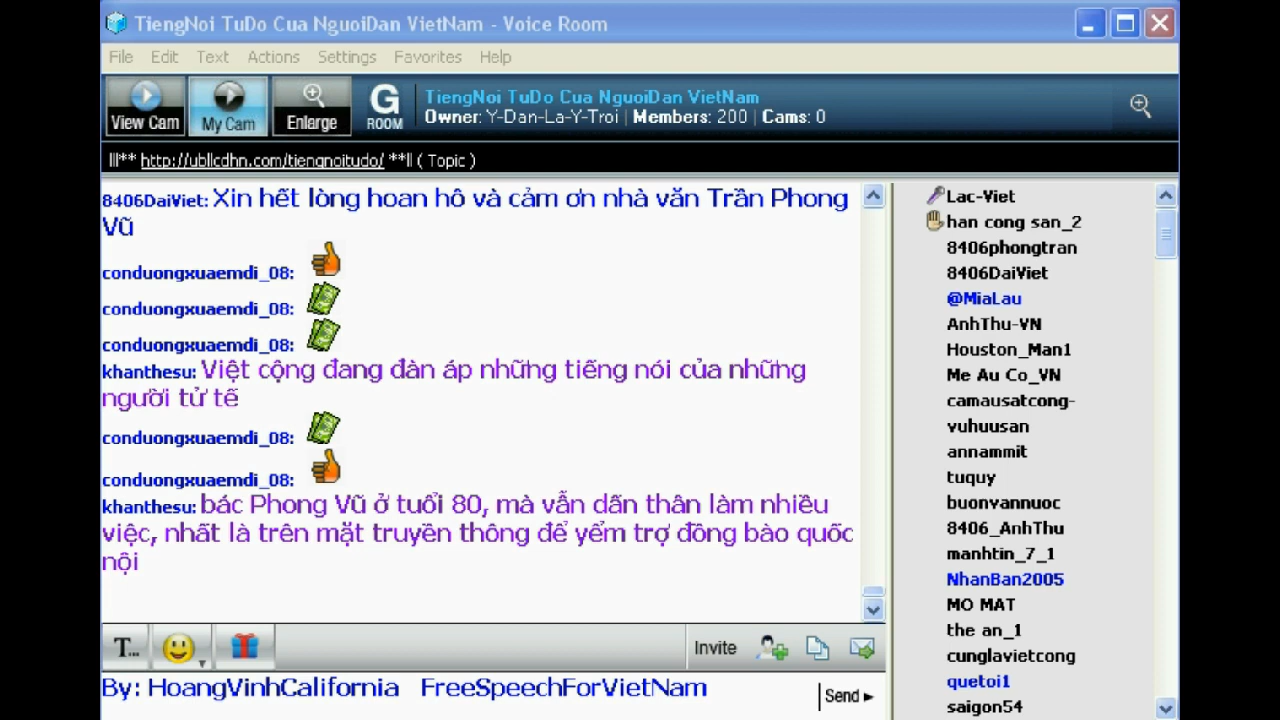 TiengNoi TuDo Cua NguoiDan VietNam - Voice Room
File Edit Text Actions Settings Favorites Help
View Cam
My Cam
Enlarge
G ROOM
TiengNoi TuDo Cua NguoiDan VietNam
Owner: Y-Dan-La-Y-Troi | Members: 200 | Cams: 0
lll** http://ubllcdhn.com/tiengnoitudo/ **ll ( Topic )
8406DaiViet: Xin hết lòng hoan hô và cảm ơn nhà văn Trần Phong
Vũ
conduongxuaemdi_08:
conduongxuaemdi_08:
conduongxuaemdi_08:
khanthesu: Việt cộng đang đàn áp những tiếng nói của những
người tử tế
conduongxuaemdi_08:
conduongxuaemdi_08:
khanthesu: bác Phong Vũ ở tuổi 80, mà vẫn dấn thân làm nhiều
việc, nhất là trên mặt truyền thông để yểm trợ đồng bào quốc
nội
Lac-Viet
han cong san_2
8406phongtran
8406DaiViet
@MiaLau
AnhThu-VN
Houston_Man1
Me Au Co_VN
camausatcong-
vuhuusan
annammit
tuquy
buonvannuoc
8406_AnhThu
manhtin_7_1
NhanBan2005
MO MAT
the an_1
cunglavietcong
quetoi1
saigon54
T...
Invite
By: HoangVinhCalifornia FreeSpeechForVietNam
Send